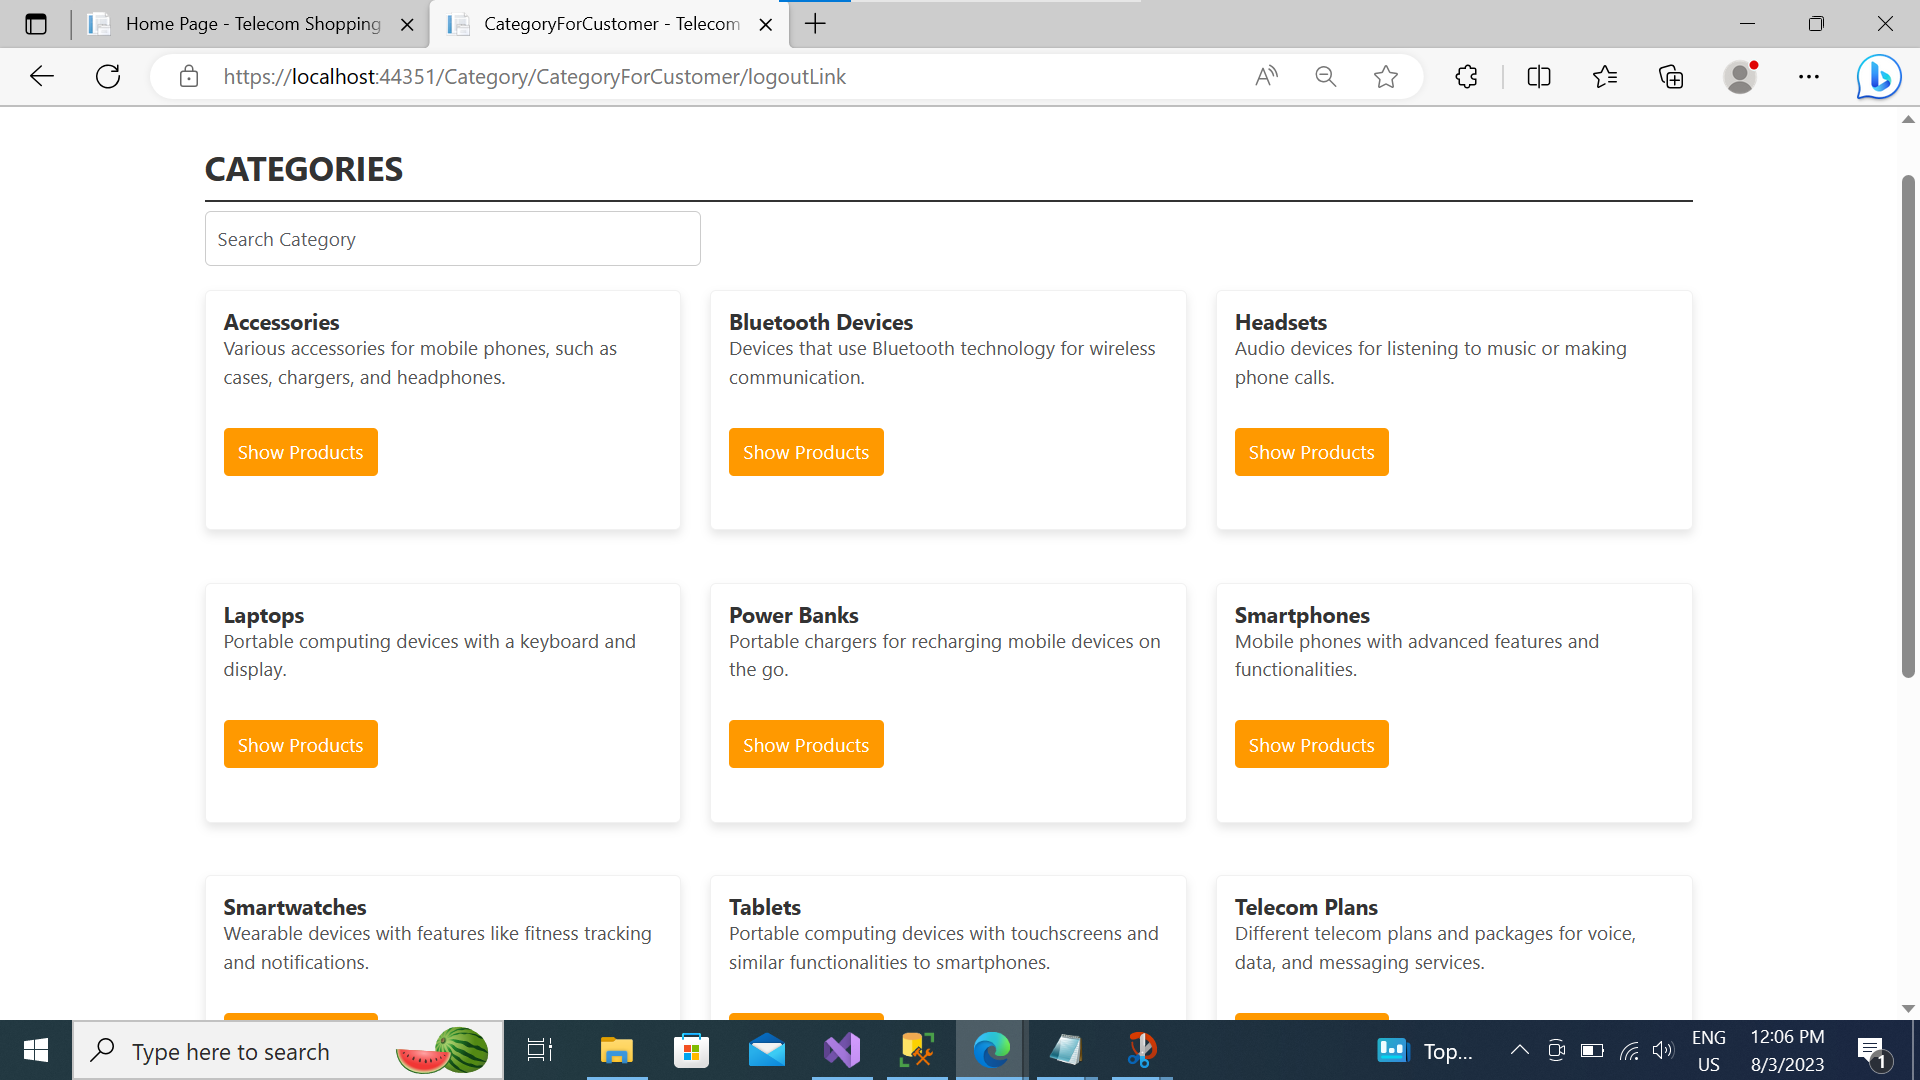 Home Page - Telecom Shopping
CategoryForCustomer - Telecom
https://localhost:44351/Category/CategoryForCustomer/logoutLink
CATEGORIES
Search Category
Accessories
Various accessories for mobile phones, such as
cases, chargers, and headphones.
Show Products
Bluetooth Devices
Devices that use Bluetooth technology for wireless
communication.
Show Products
Headsets
Audio devices for listening to music or making
phone calls.
Show Products
Laptops
Portable computing devices with a keyboard and
display.
Show Products
Power Banks
Portable chargers for recharging mobile devices on
the go.
Show Products
Smartphones
Mobile phones with advanced features and
functionalities.
Show Products
Smartwatches
Wearable devices with features like fitness tracking
and notifications.
Tablets
Portable computing devices with touchscreens and
similar functionalities to smartphones.
Telecom Plans
Different telecom plans and packages for voice,
data, and messaging services.
Type here to search
Top...
ENG
US
12:06 PM
8/3/2023
1